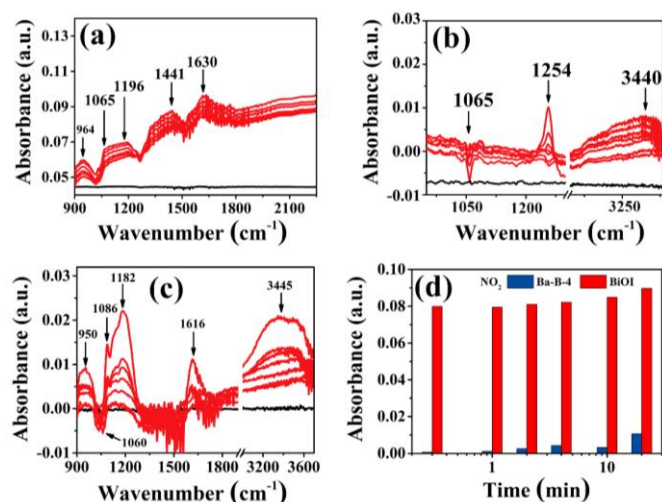 (a)
Absorbance (a.u.)
0.13
0.11
0.09
0.07
0.05
964
1065
1196
1441
1630
900 1200 1500 1800 2100
Wavenumber (cm-1)
(b)
Absorbance (a.u.)
0.02
0.01
0.00
-0.01
1065
1254
3440
1050 1200 3250
Wavenumber (cm-1)
(c)
Absorbance (a.u.)
0.03
0.02
0.01
0.00
-0.01
950
1086
1182
1060
1616
3445
900 1200 1500 1800 3200 3600
Wavenumber (cm-1)
(d)
Absorbance (a.u.)
0.10
0.08
0.06
0.04
0.02
0.00
NO2 Ba-B-4 BiOI
1 10
Time (min)